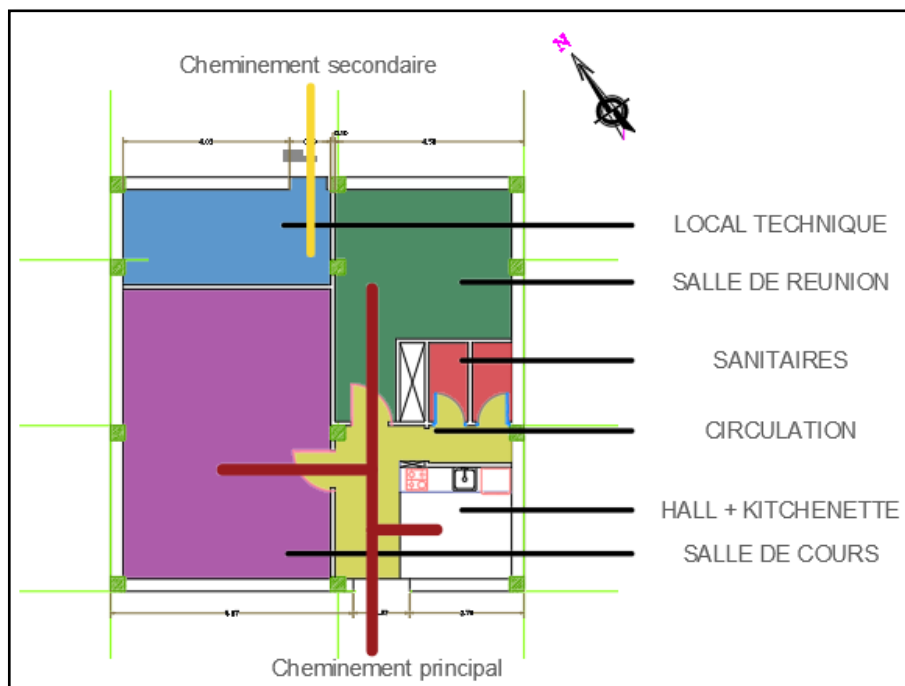 N
Cheminement secondaire
LOCAL TECHNIQUE
SALLE DE REUNION
SANITAIRES
CIRCULATION
HALL + KITCHENETTE
SALLE DE COURS
Cheminement principal